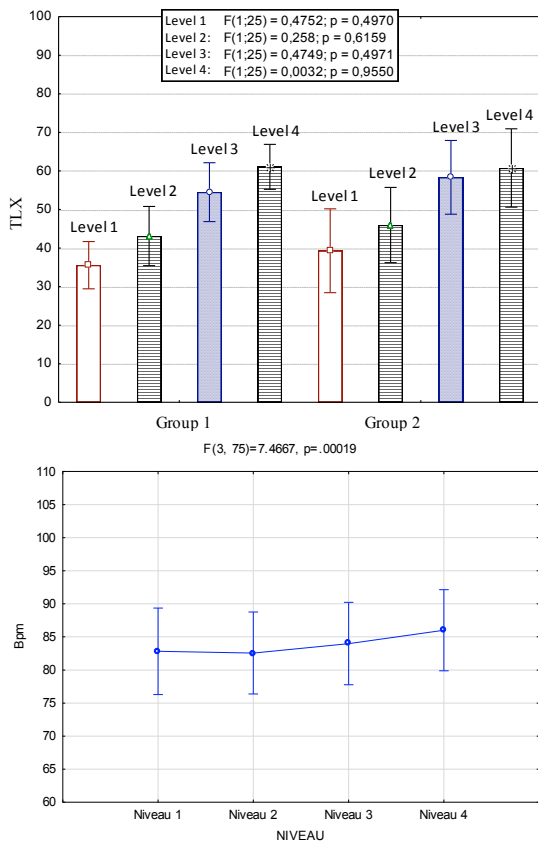 Level 1 F(1;25) = 0,4752; p = 0,4970
Level 2: F(1;25) = 0,258; p = 0,6159
Level 3: F(1;25) = 0,4749; p = 0,4971
Level 4: F(1;25) = 0,0032; p = 0,9550
100
90
80
70
60
50
40
30
20
10
0
TLX
Level 1
Level 2
Level 3
Level 4
Level 1
Level 2
Level 3
Level 4
Group 1 Group 2
F(3, 75)=7.4667, p=.00019
110
105
100
95
90
85
80
75
70
65
60
Bpm
Niveau 1 Niveau 2 Niveau 3 Niveau 4
NIVEAU